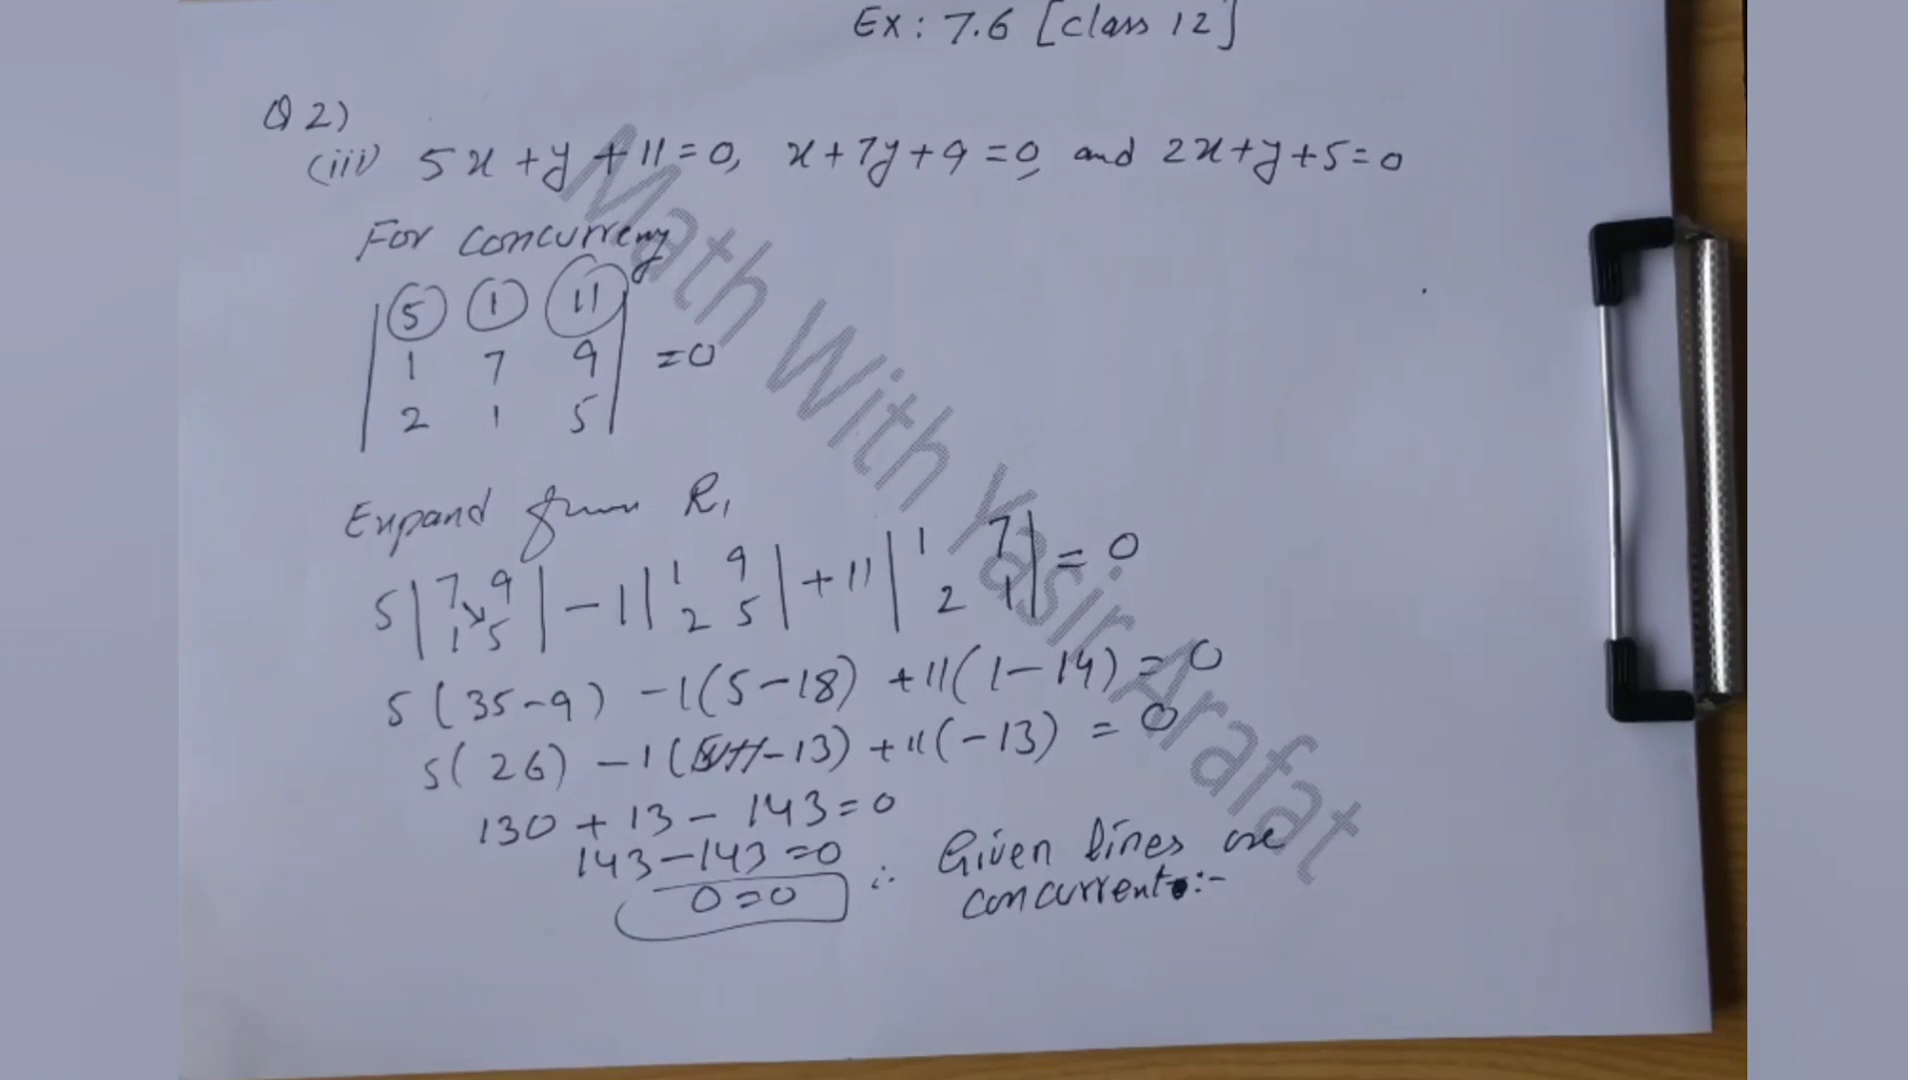 Ex: 7.6 [Class 12]
Q 2)
(iii) 5x + y + 11 = 0, x + 7y + 9 = 0, and 2x + y + 5 = 0
For concurreny
| 5 1 11 |
| 1 7 9 | = 0
| 2 1 5 |
Expand from R₁
5 | 7 9 | - 1 | 1 9 | + 11 | 1 7 | = 0
| 1 5 | | 2 5 | | 2 1 |
5 (35 - 9) - 1 (5 - 18) + 11 (1 - 14) = 0
5 (26) - 1 (-13) + 11 (-13) = 0
130 + 13 - 143 = 0
143 - 143 = 0
0 = 0 ∴ Given lines are
concurrent :-
Math With Yasir Arafat